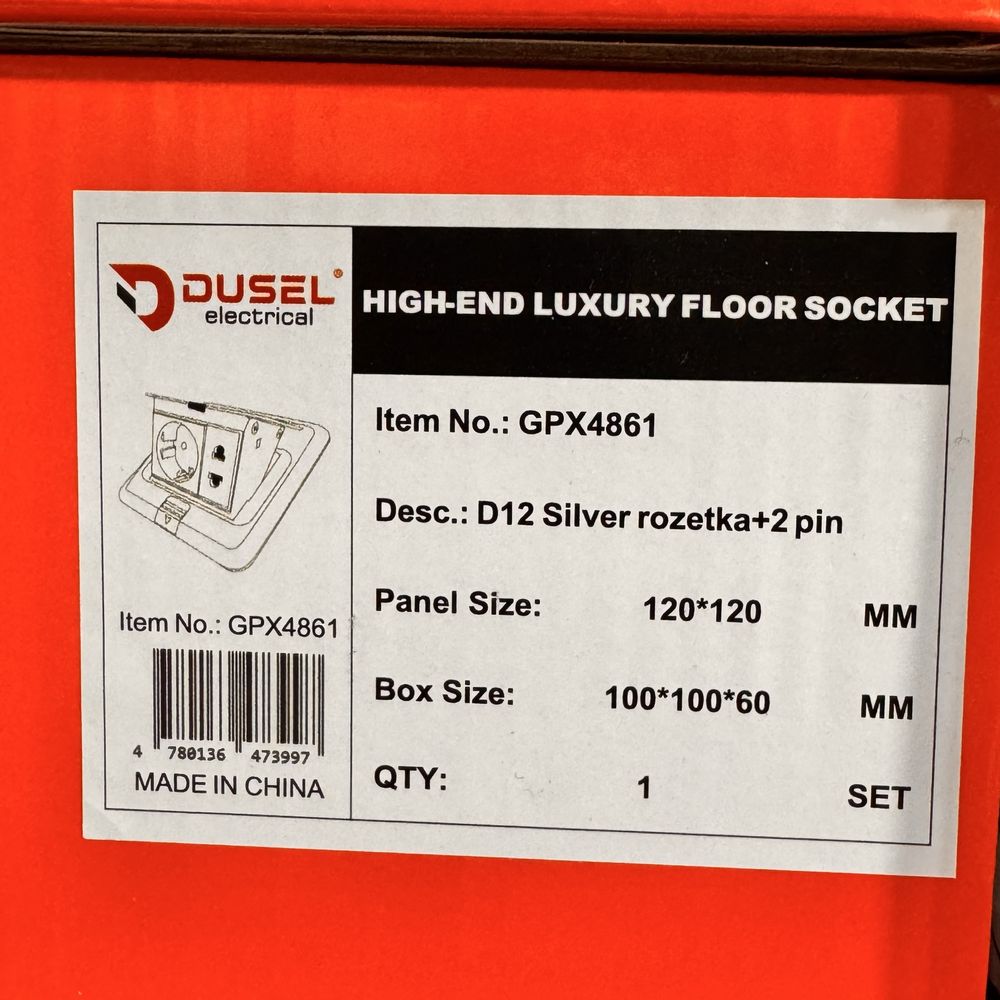 DUSEL®
electrical
HIGH-END LUXURY FLOOR SOCKET
Item No.: GPX4861
Desc.: D12 Silver rozetka+2 pin
Panel Size: 120*120 MM
Box Size: 100*100*60 MM
QTY: 1 SET
Item No.: GPX4861
4 780136 473997
MADE IN CHINA